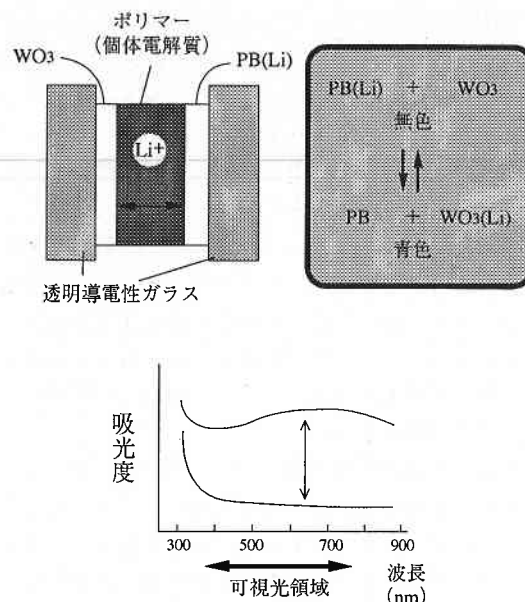 ポリマー
(個体電解質)
WO3
PB(Li)
Li+
透明導電性ガラス
PB(Li) + WO3
無色
PB + WO3(Li)
青色
吸光度
300 500 700 900
可視光領域
波長
(nm)